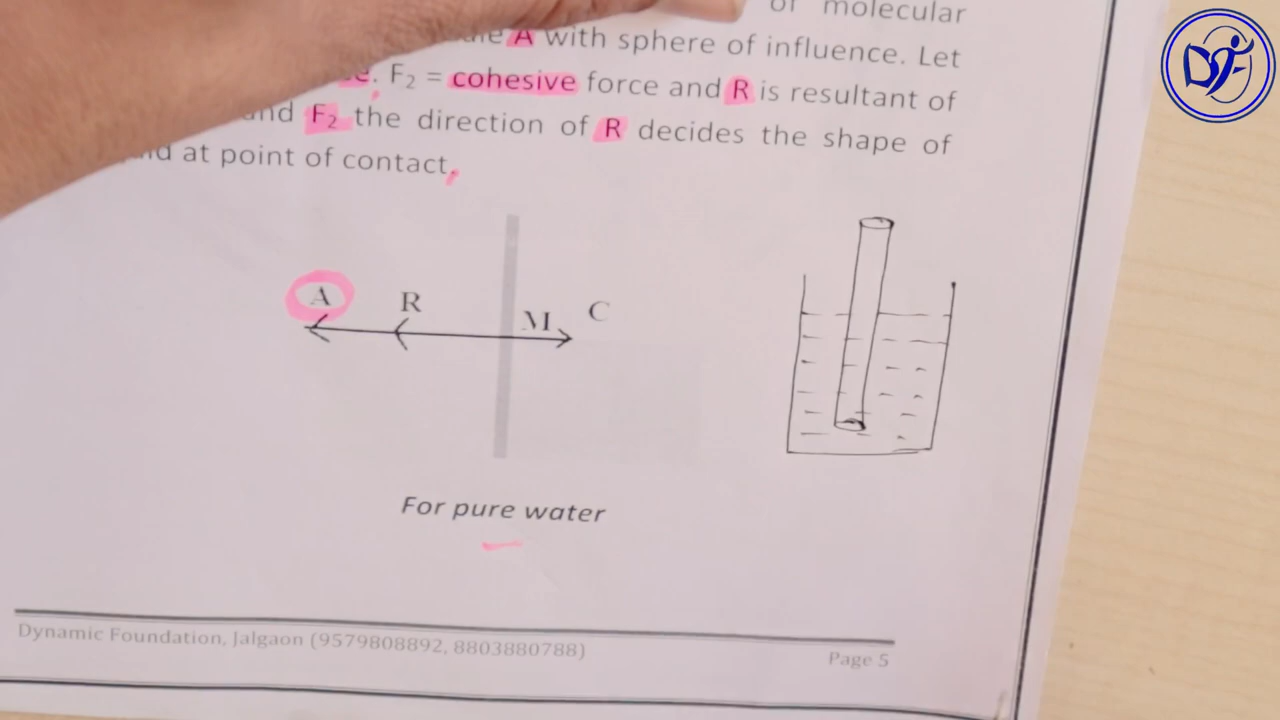 of molecular
A with sphere of influence. Let
F₂ = cohesive force and R is resultant of
F₂ the direction of R decides the shape of
at point of contact,
A R M C
For pure water
Dynamic Foundation, Jalgaon (9579808892, 8803880788)
Page 5